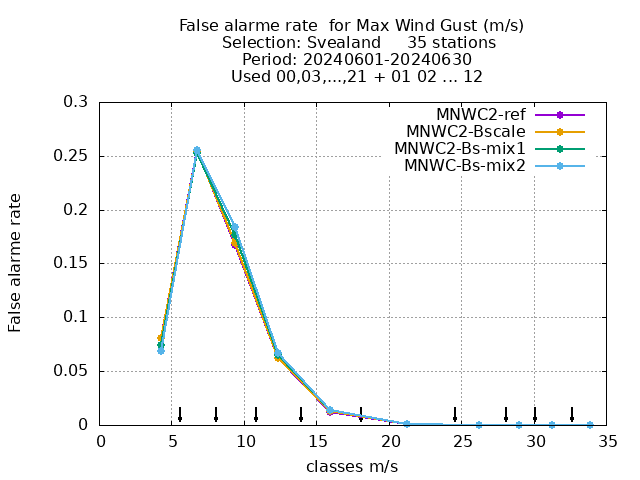 False alarme rate  for Max Wind Gust (m/s)
Selection: Svealand     35 stations
Period: 20240601-20240630
Used 00,03,...,21 + 01 02 ... 12
MNWC2-ref
MNWC2-Bscale
MNWC2-Bs-mix1
MNWC-Bs-mix2
False alarme rate
0.3
0.25
0.2
0.15
0.1
0.05
0
0 5 10 15 20 25 30 35
classes m/s